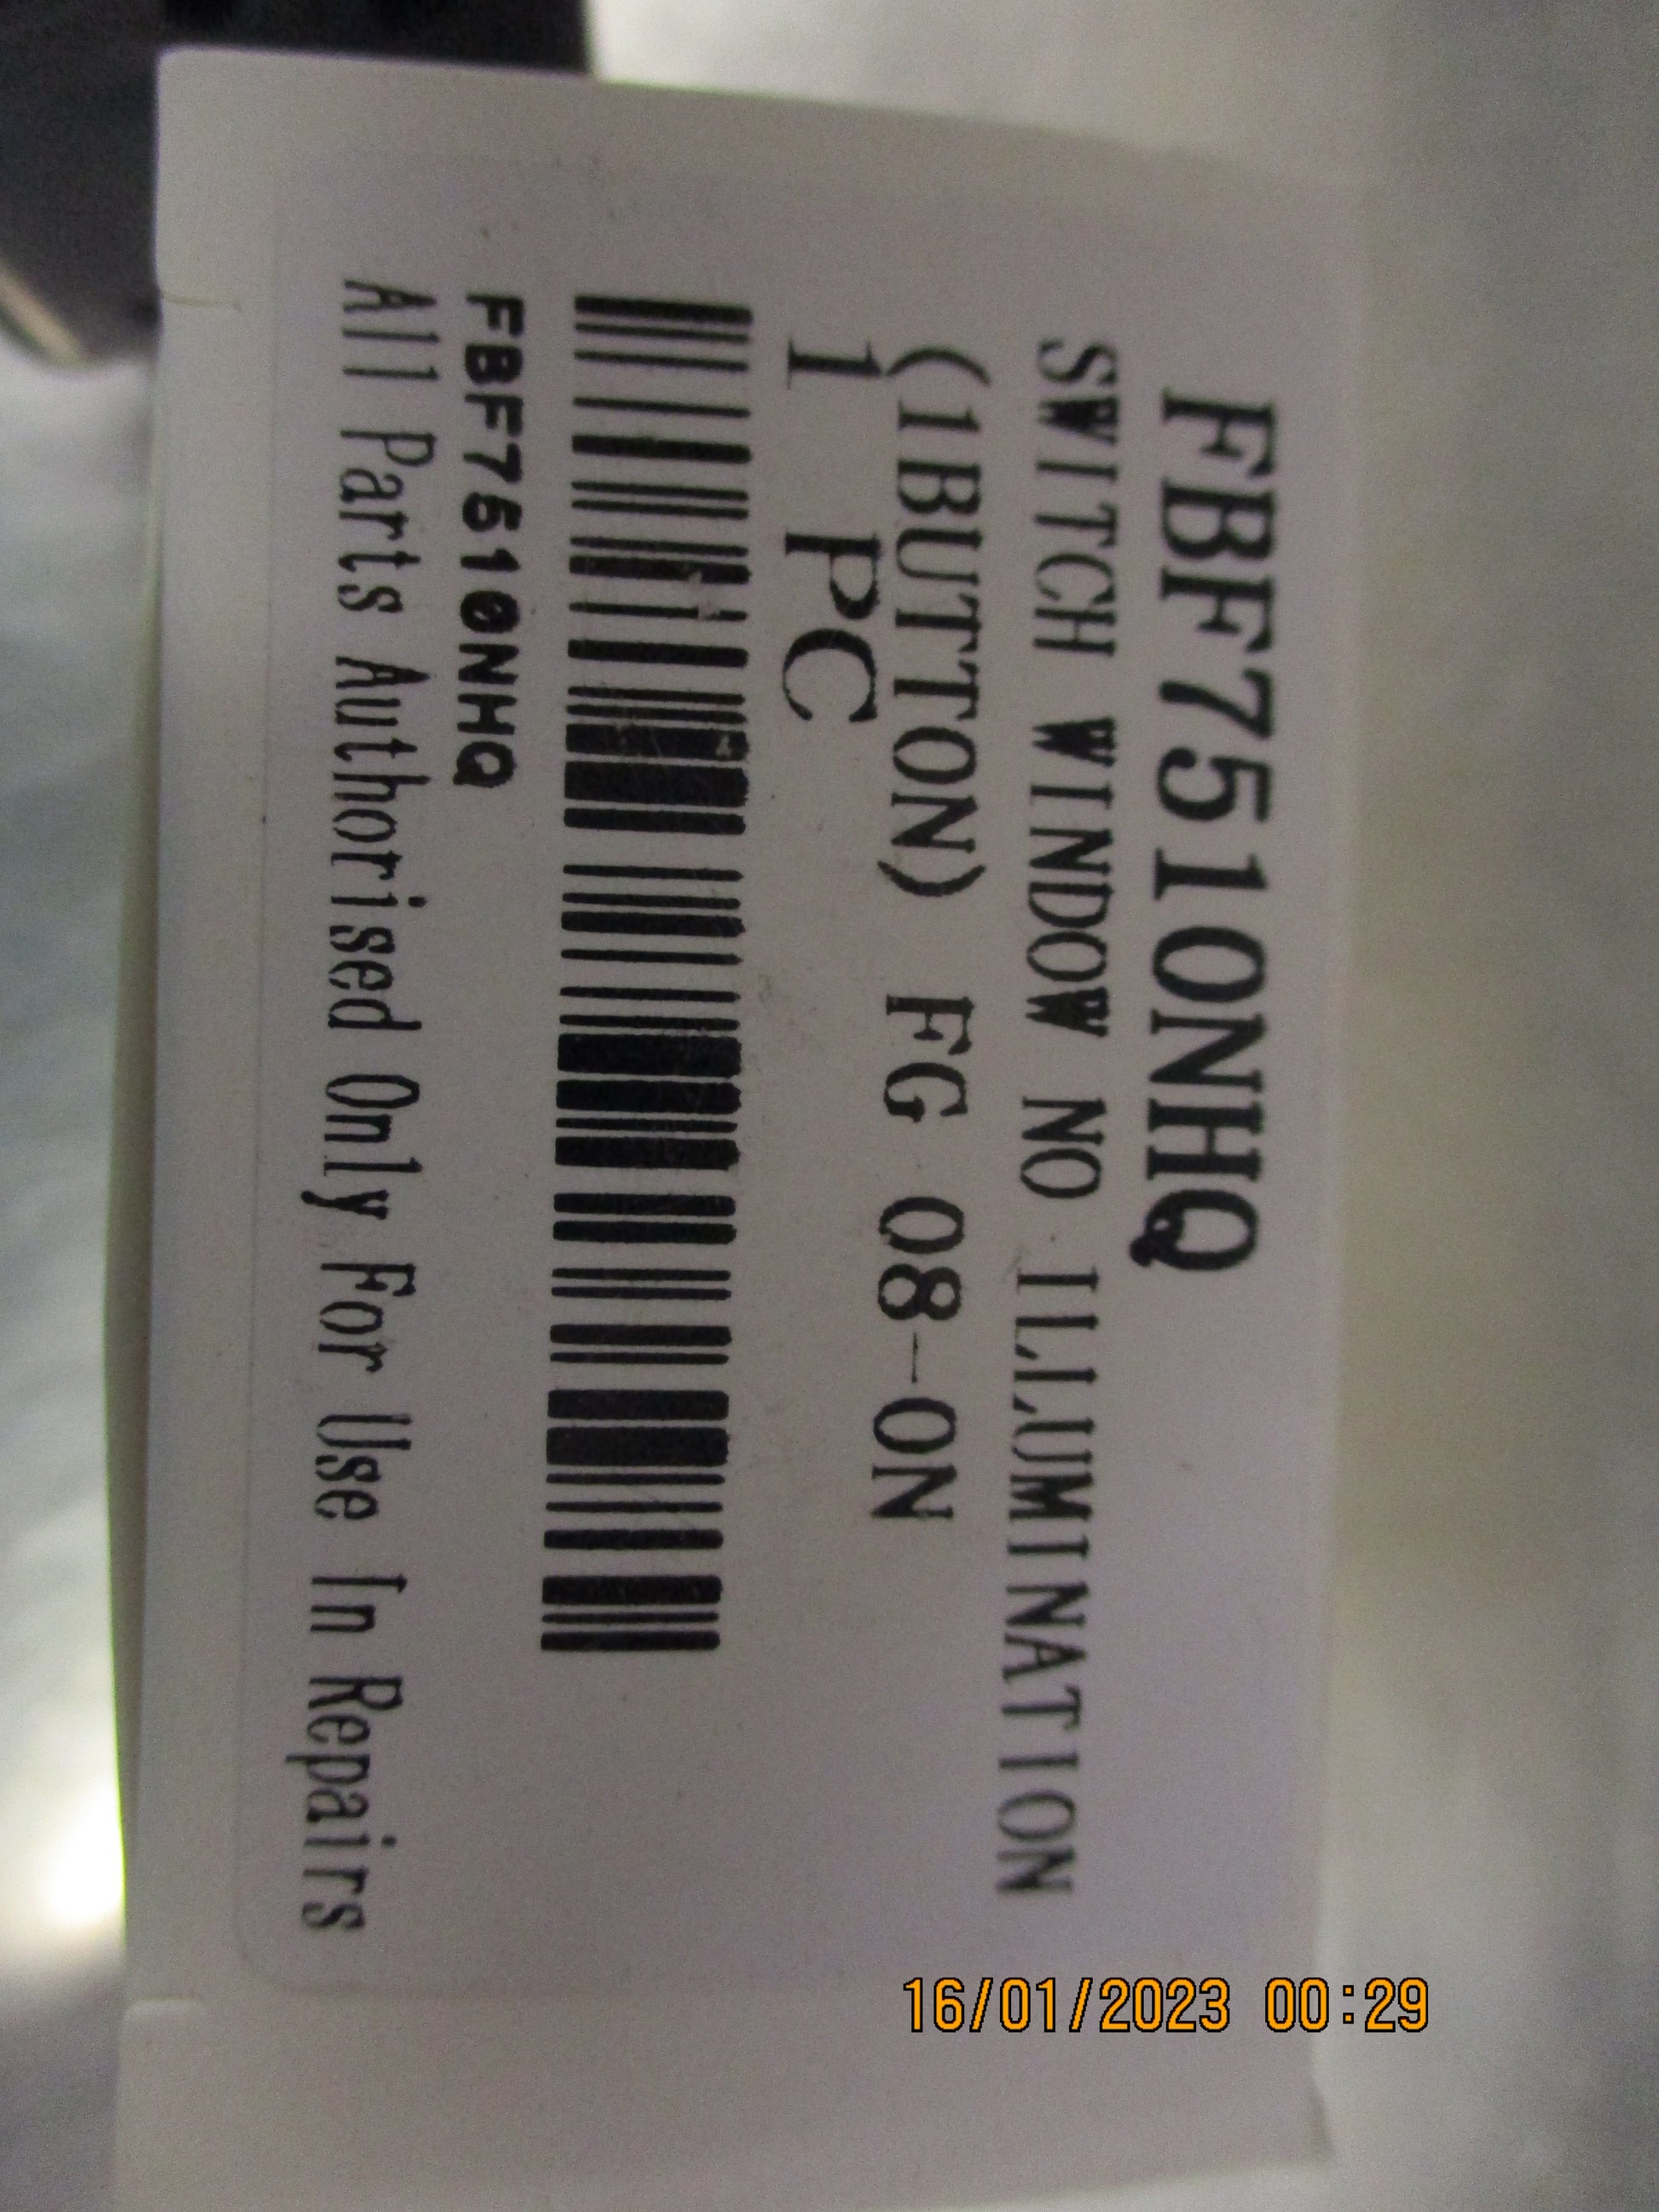 FBF7510NHQ
SWITCH WINDOW NO ILLUMINATION
(1BUTTON) FG 08-ON
1 PC
FBF7510NHQ
All Parts Authorised Only For Use In Repairs
16/01/2023 00:29